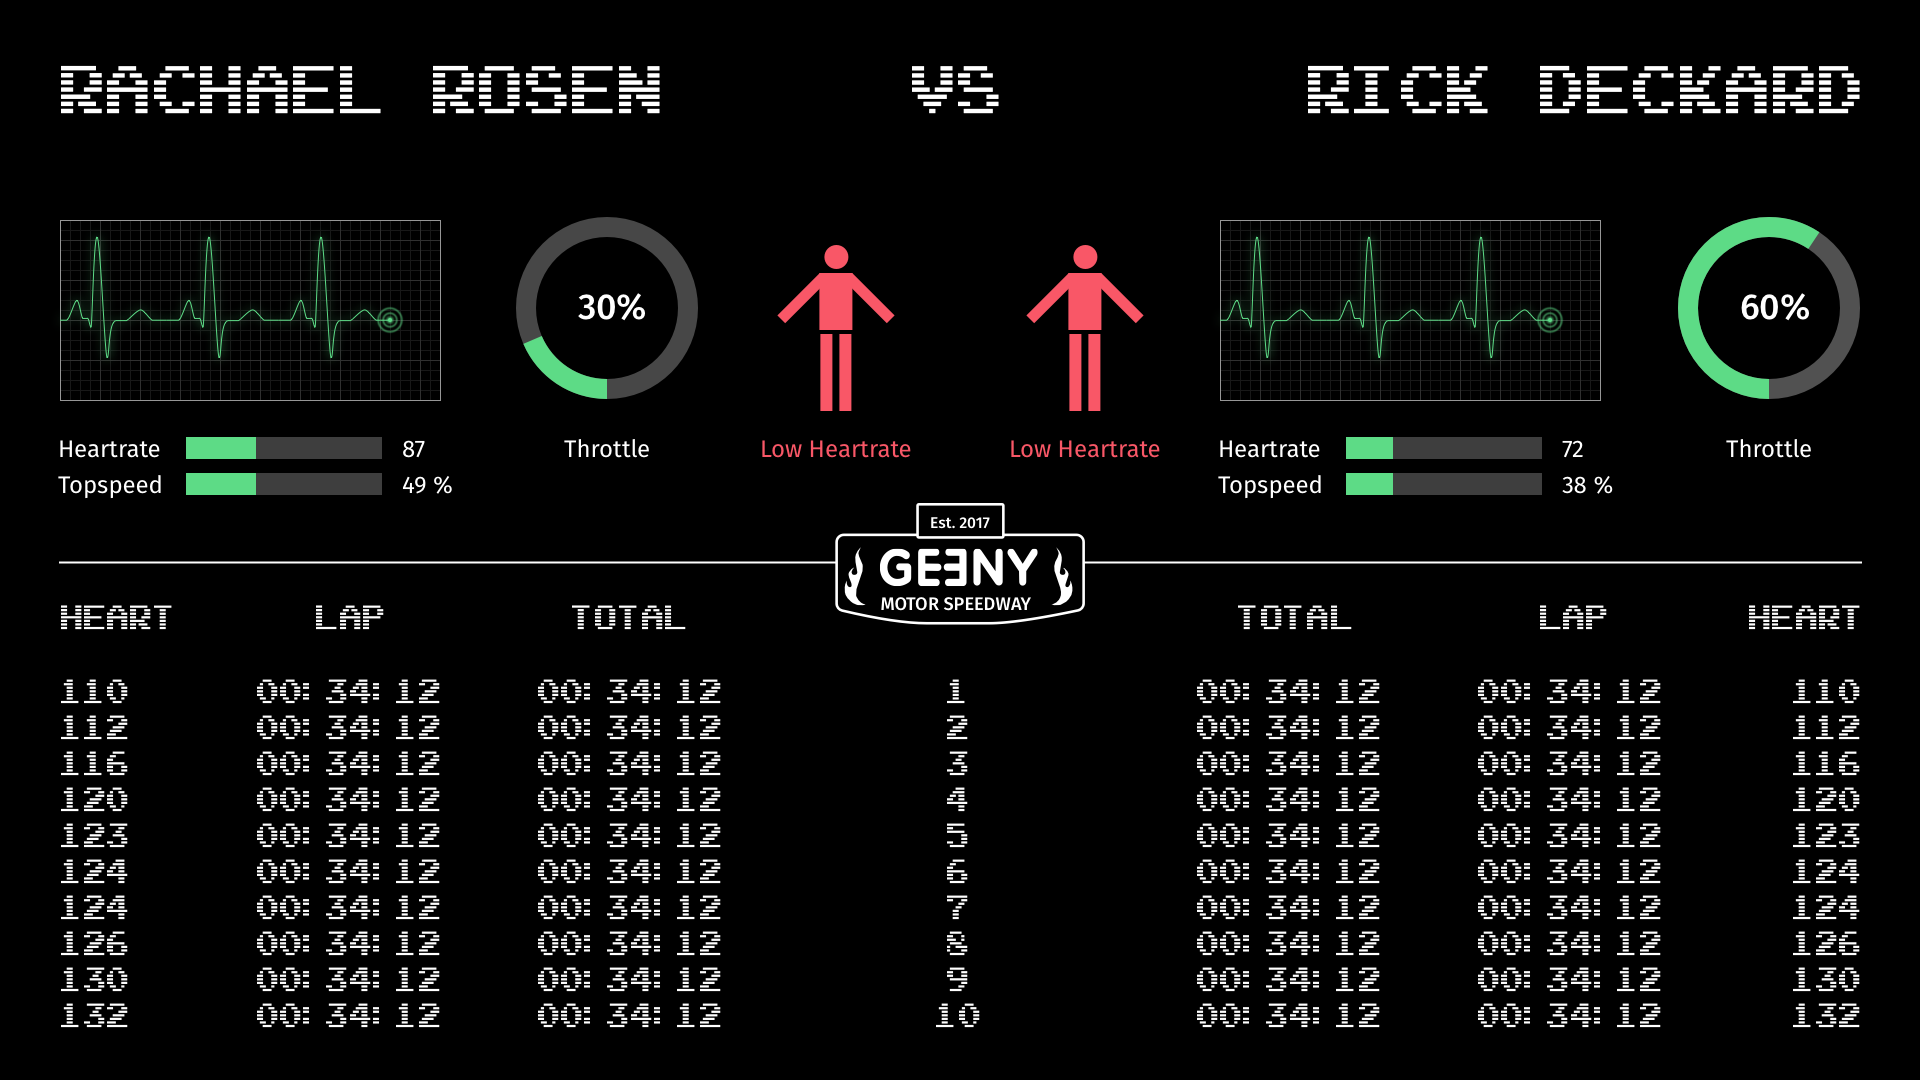 RACHAEL ROSEN VS RICK DECKARD
30% 60%
Heartrate 87 Throttle Low Heartrate Low Heartrate Heartrate 72 Throttle
Topspeed 49 % Topspeed 38 %
Est. 2017
GEENY
MOTOR SPEEDWAY
HEART LAP TOTAL TOTAL LAP HEART
110 00:34:12 00:34:12 1 00:34:12 00:34:12 110
112 00:34:12 00:34:12 2 00:34:12 00:34:12 112
116 00:34:12 00:34:12 3 00:34:12 00:34:12 116
120 00:34:12 00:34:12 4 00:34:12 00:34:12 120
123 00:34:12 00:34:12 5 00:34:12 00:34:12 123
124 00:34:12 00:34:12 6 00:34:12 00:34:12 124
124 00:34:12 00:34:12 7 00:34:12 00:34:12 124
126 00:34:12 00:34:12 8 00:34:12 00:34:12 126
130 00:34:12 00:34:12 9 00:34:12 00:34:12 130
132 00:34:12 00:34:12 10 00:34:12 00:34:12 132